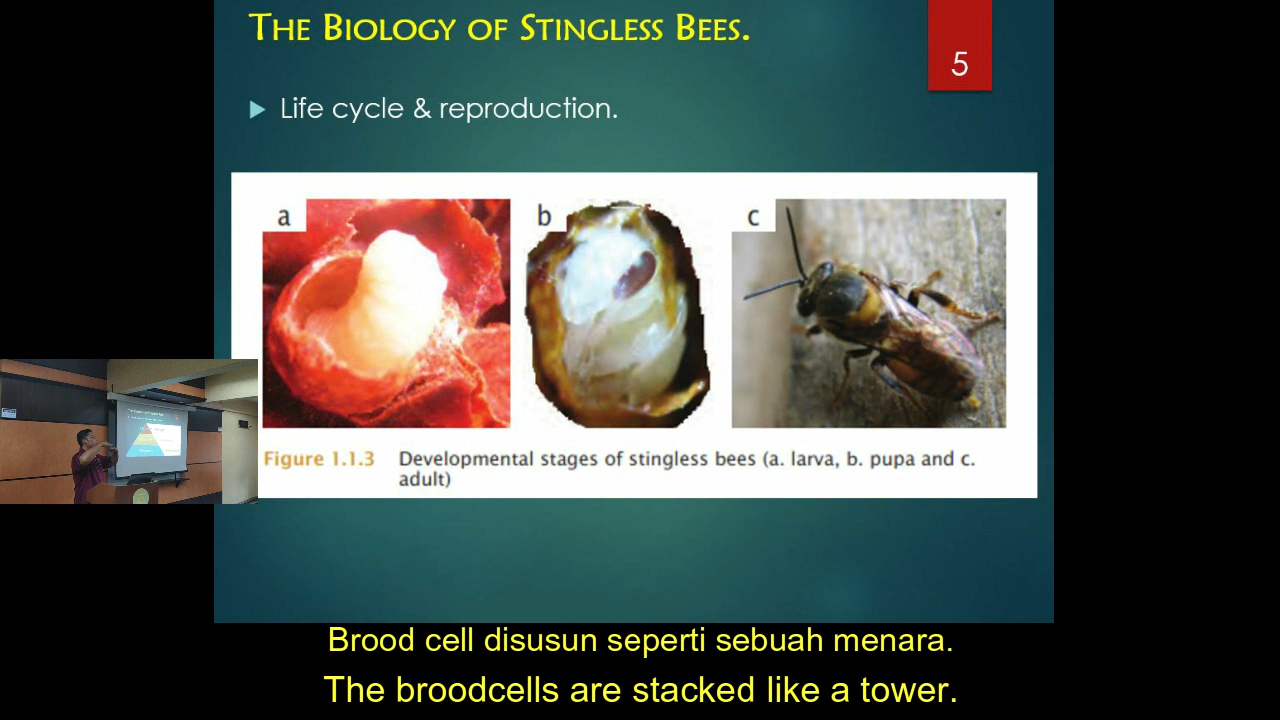 THE BIOLOGY OF STINGLESS BEES.
5
Life cycle & reproduction.
a
b
c
Figure 1.1.3 Developmental stages of stingless bees (a. larva, b. pupa and c.
adult)
Brood cell disusun seperti sebuah menara.
The broodcells are stacked like a tower.